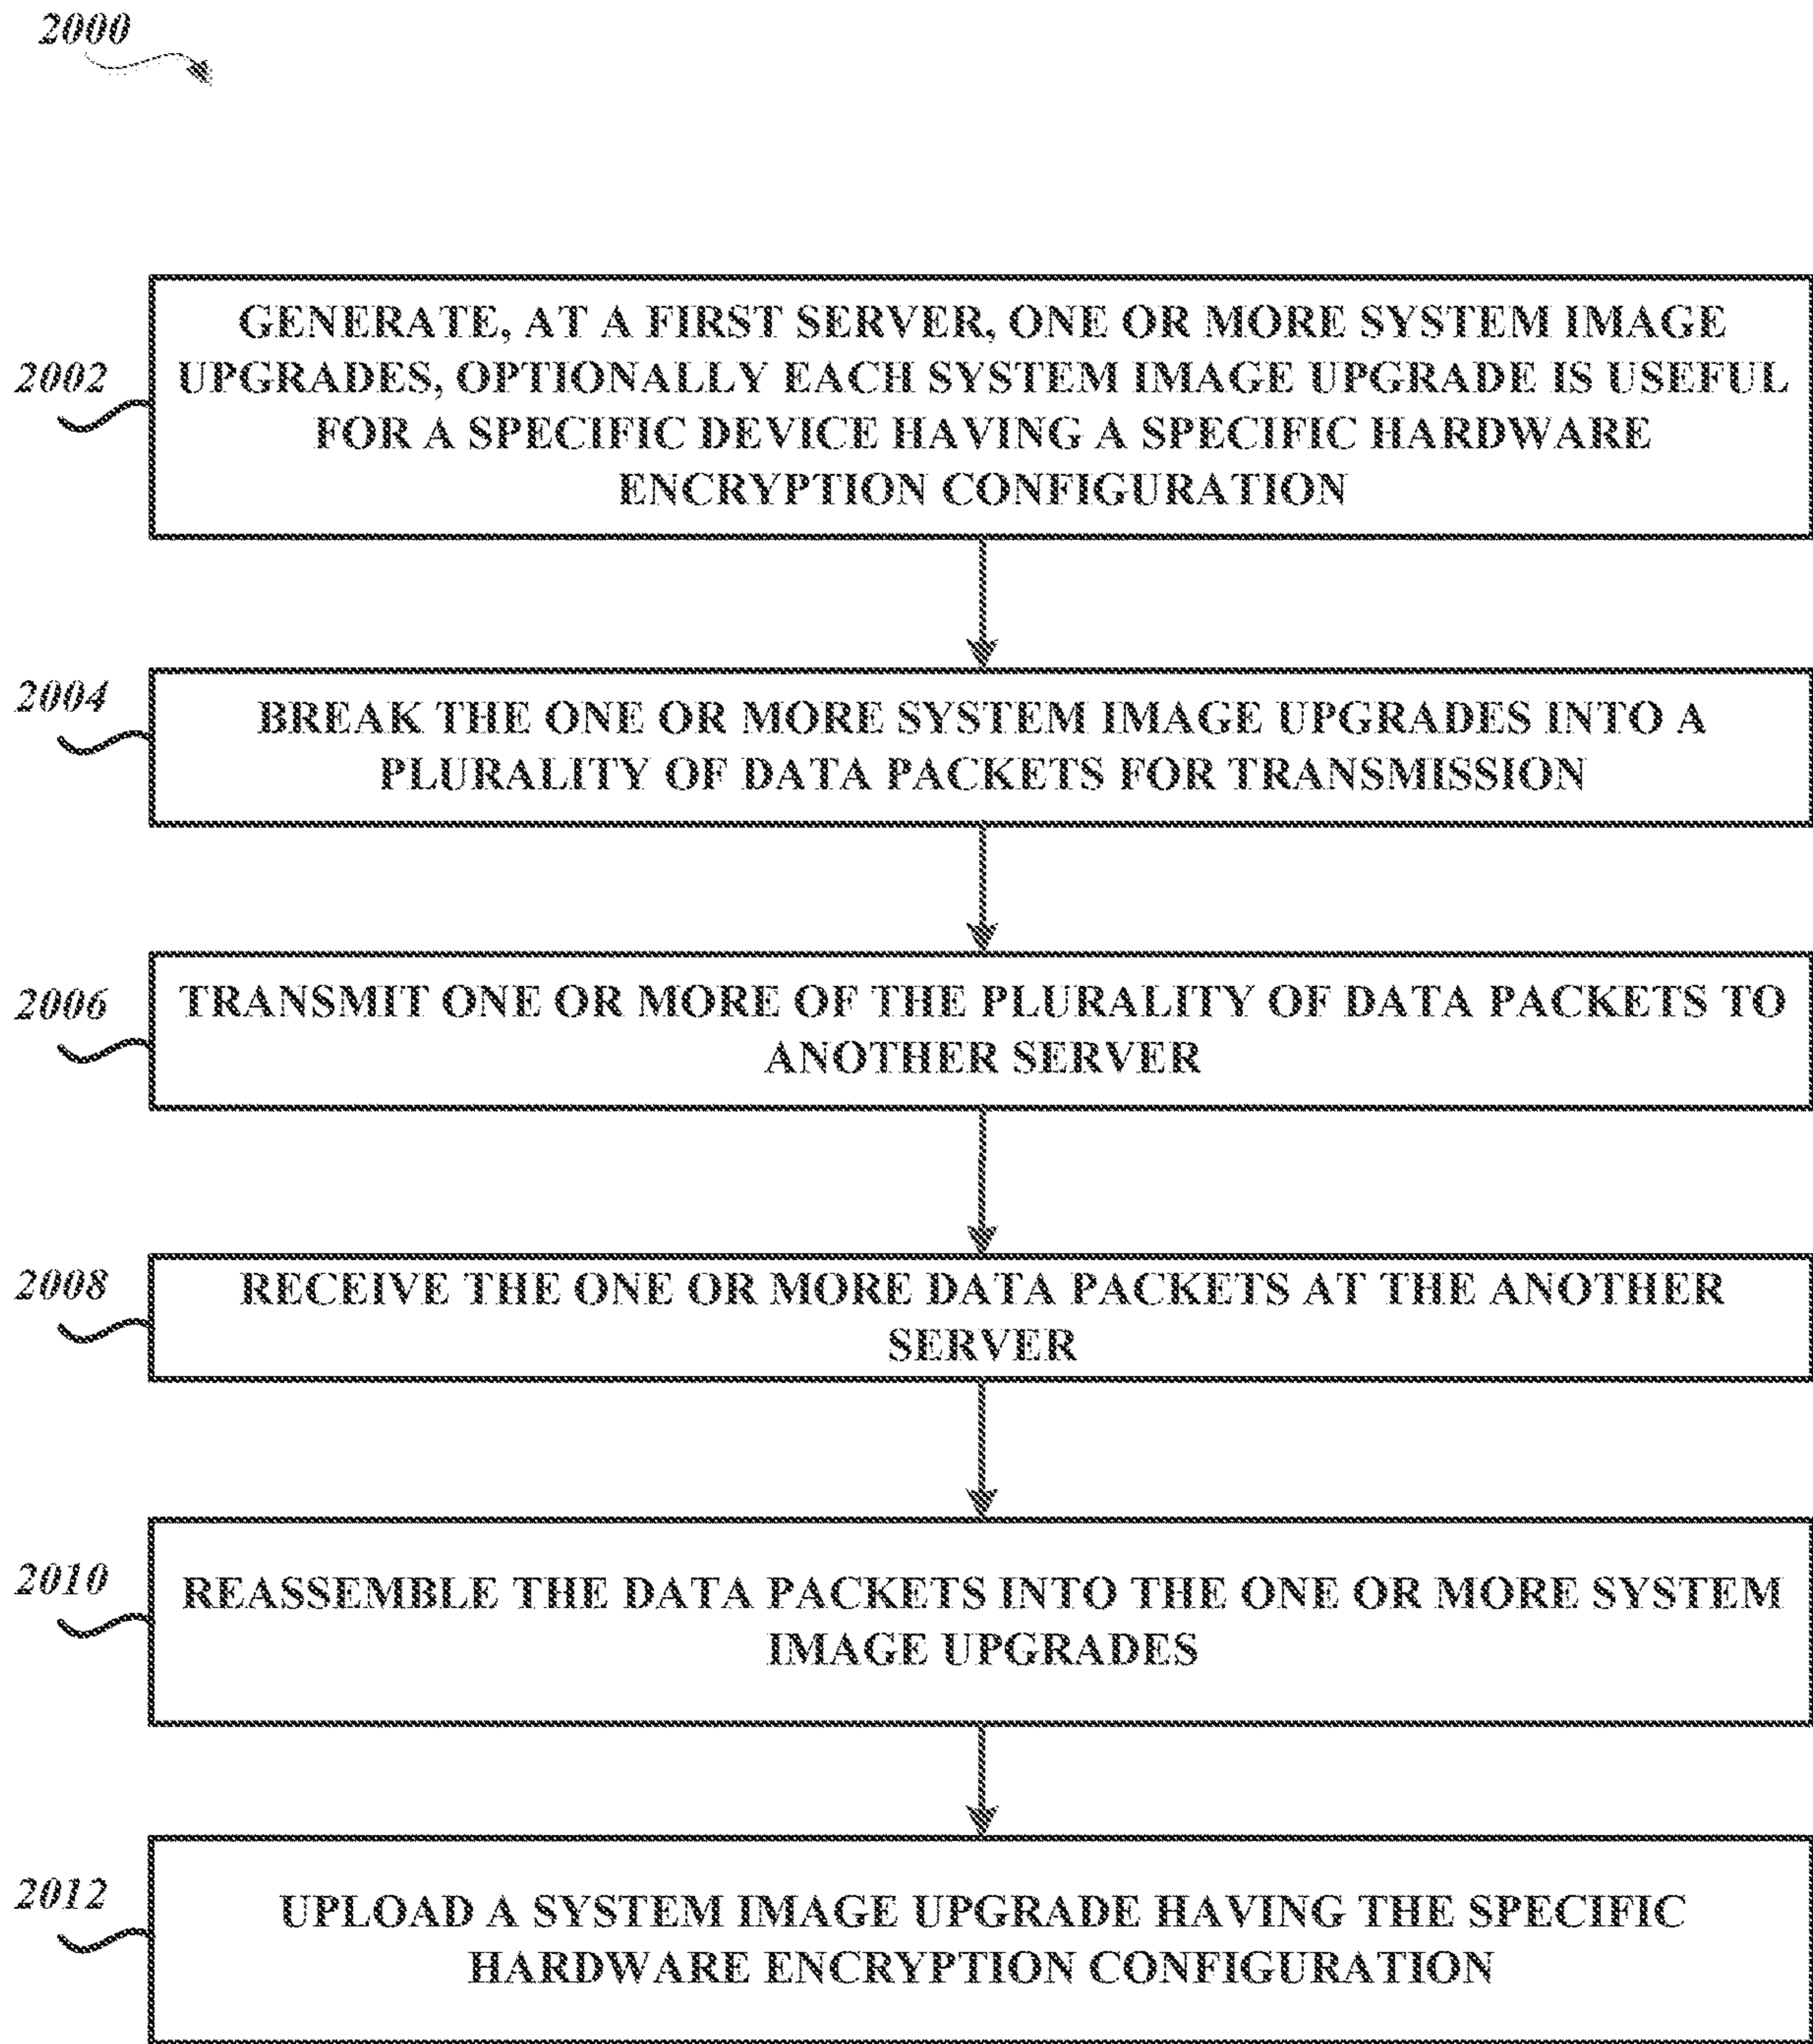 2000
2002
GENERATE, AT A FIRST SERVER, ONE OR MORE SYSTEM IMAGE
UPGRADES, OPTIONALLY EACH SYSTEM IMAGE UPGRADE IS USEFUL
FOR A SPECIFIC DEVICE HAVING A SPECIFIC HARDWARE
ENCRYPTION CONFIGURATION
2004
BREAK THE ONE OR MORE SYSTEM IMAGE UPGRADES INTO A
PLURALITY OF DATA PACKETS FOR TRANSMISSION
2006
TRANSMIT ONE OR MORE OF THE PLURALITY OF DATA PACKETS TO
ANOTHER SERVER
2008
RECEIVE THE ONE OR MORE DATA PACKETS AT THE ANOTHER
SERVER
2010
REASSEMBLE THE DATA PACKETS INTO THE ONE OR MORE SYSTEM
IMAGE UPGRADES
2012
UPLOAD A SYSTEM IMAGE UPGRADE HAVING THE SPECIFIC
HARDWARE ENCRYPTION CONFIGURATION